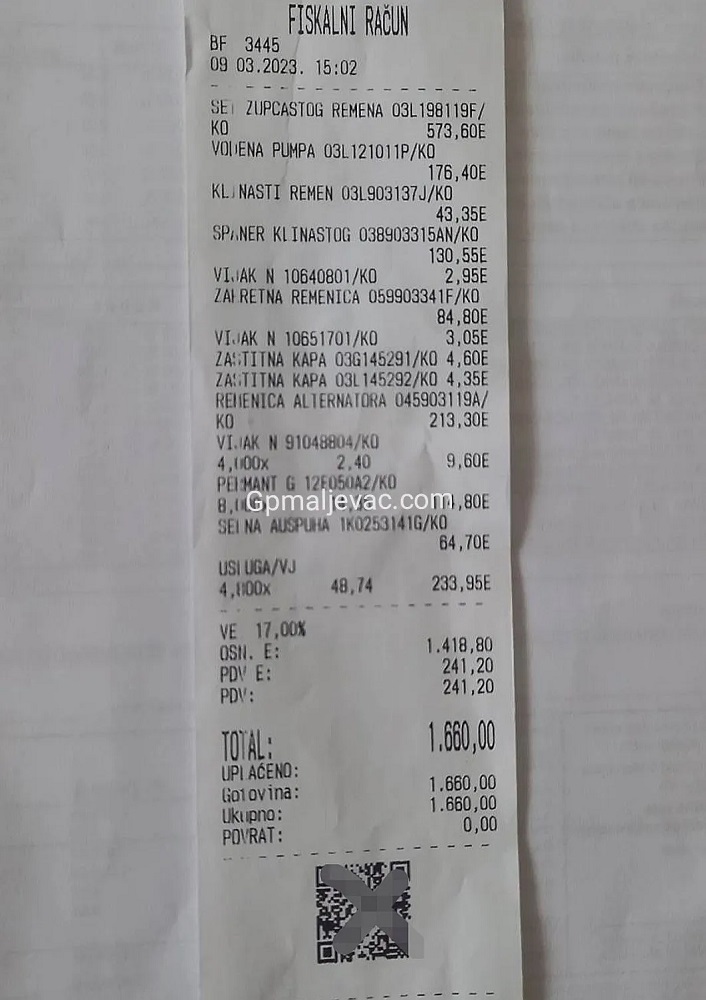 FISKALNI RAČUN
BF 3445
09 03.2023. 15:02
SET ZUPCASTOG REMENA 03L198119F/
KO 573,60E
VODENA PUMPA 03L121011P/KO
176,40E
KLINASTI REMEN 03L903137J/KO
43,35E
SPANER KLINASTOG 038903315AN/KO
130,55E
VIJAK N 10640801/KO 2,95E
ZAKRETNA REMENICA 059903341F/KO
84,80E
VIJAK N 10651701/KO 3,05E
ZASTITNA KAPA 03G145291/KO 4,60E
ZASTITNA KAPA 03L145292/KO 4,35E
REMENICA ALTERNATORA 045903119A/
KO 213,30E
VIJAK N 91048804/KO
4,000x 2,40 9,60E
G 12E050A2/KO
Gpmaljevac.com
NA AUSPUHA 1K0253141G/KO
64,70E
USLUGA/VJ
4,800x 48,74 233,95E
VE 17,00%
OSN. E: 1.418,80
PDV E: 241,20
PDV: 241,20
TOTAL: 1.660,00
UPLAĆENO:
Gotovina: 1.660,00
Ukupno: 1.660,00
POVRAT: 0,00